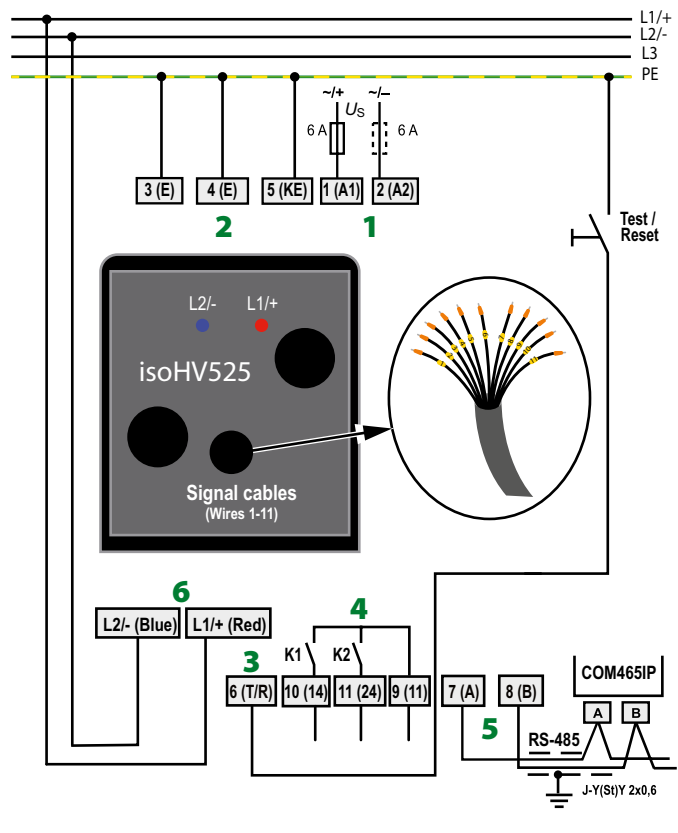 L1/+
L2/-
L3
PE
~/+
~/–
US
6 A
6 A
3 (E)
4 (E)
5 (KE)
1 (A1)
2 (A2)
2
1
Test /
Reset
L2/-
L1/+
isoHV525
Signal cables
(Wires 1-11)
6
4
L2/- (Blue)
L1/+ (Red)
3
K1
K2
6 (T/R)
10 (14)
11 (24)
9 (11)
7 (A)
8 (B)
COM465IP
A
B
5
RS-485
J-Y(St)Y 2x0,6